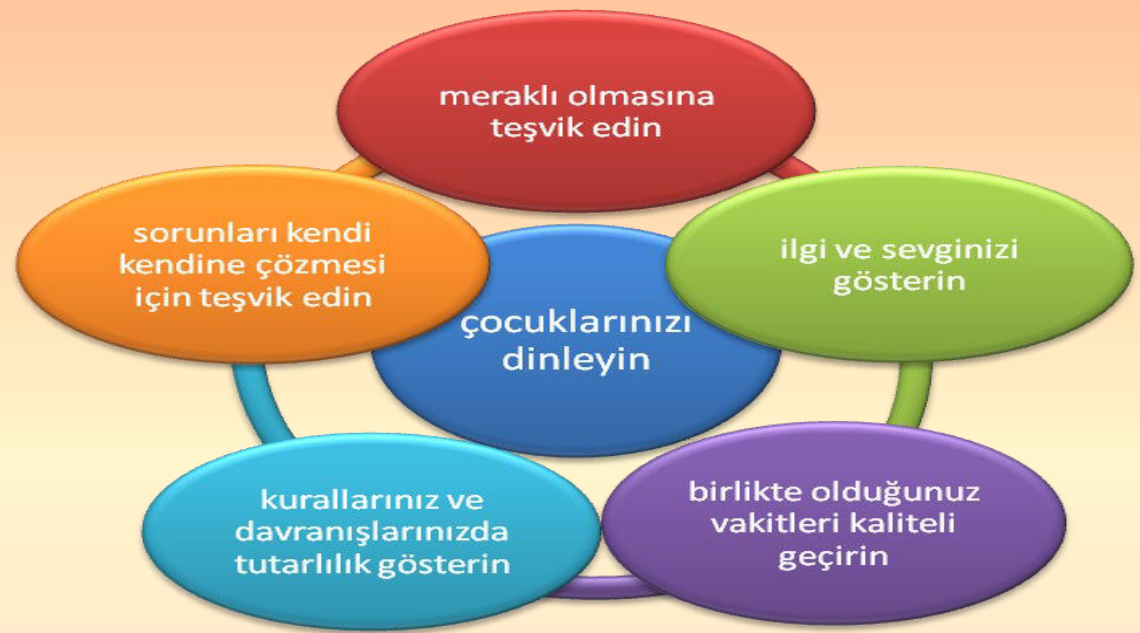 meraklı olmasına
teşvik edin
ilgi ve sevginizi
gösterin
birlikte olduğunuz
vakitleri kaliteli
geçirin
kurallarınız ve
davranışlarınızda
tutarlılık gösterin
sorunları kendi
kendine çözmesi
için teşvik edin
çocuklarınızı
dinleyin